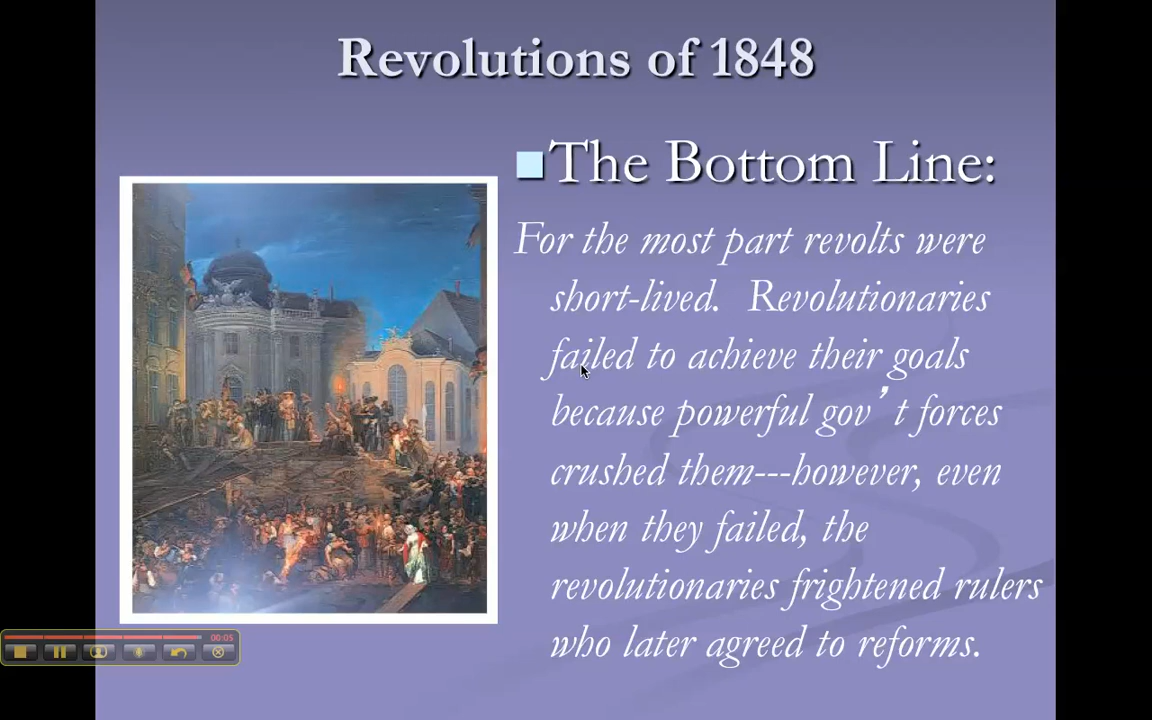 Revolutions of 1848
The Bottom Line:
For the most part revolts were
short-lived. Revolutionaries
failed to achieve their goals
because powerful gov't forces
crushed them---however, even
when they failed, the
revolutionaries frightened rulers
who later agreed to reforms.
00:05